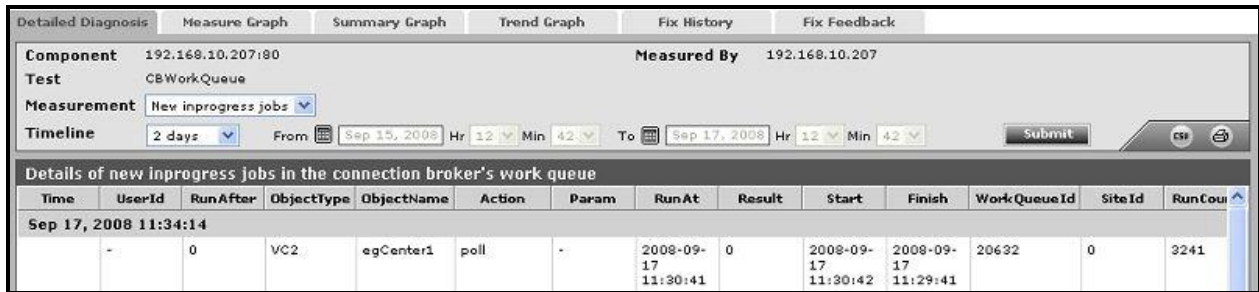 Detailed Diagnosis Measure Graph Summary Graph Trend Graph Fix History Fix Feedback
Component 192.168.10.207:80 Measured By 192.168.10.207
Test CBWorkQueue
Measurement New inprogress jobs
Timeline 2 days From Sep 15, 2008 Hr 12 Min 42 To Sep 17, 2008 Hr 12 Min 42 Submit CSV
Details of new inprogress jobs in the connection broker's work queue
Time UserId RunAfter ObjectType ObjectName Action Param RunAt Result Start Finish WorkQueueId SiteId RunCour
Sep 17, 2008 11:34:14
- 0 VC2 egCenter1 poll - 2008-09- 0 2008-09- 2008-09- 20632 0 3241
17 17 17
11:30:41 11:30:42 11:29:41